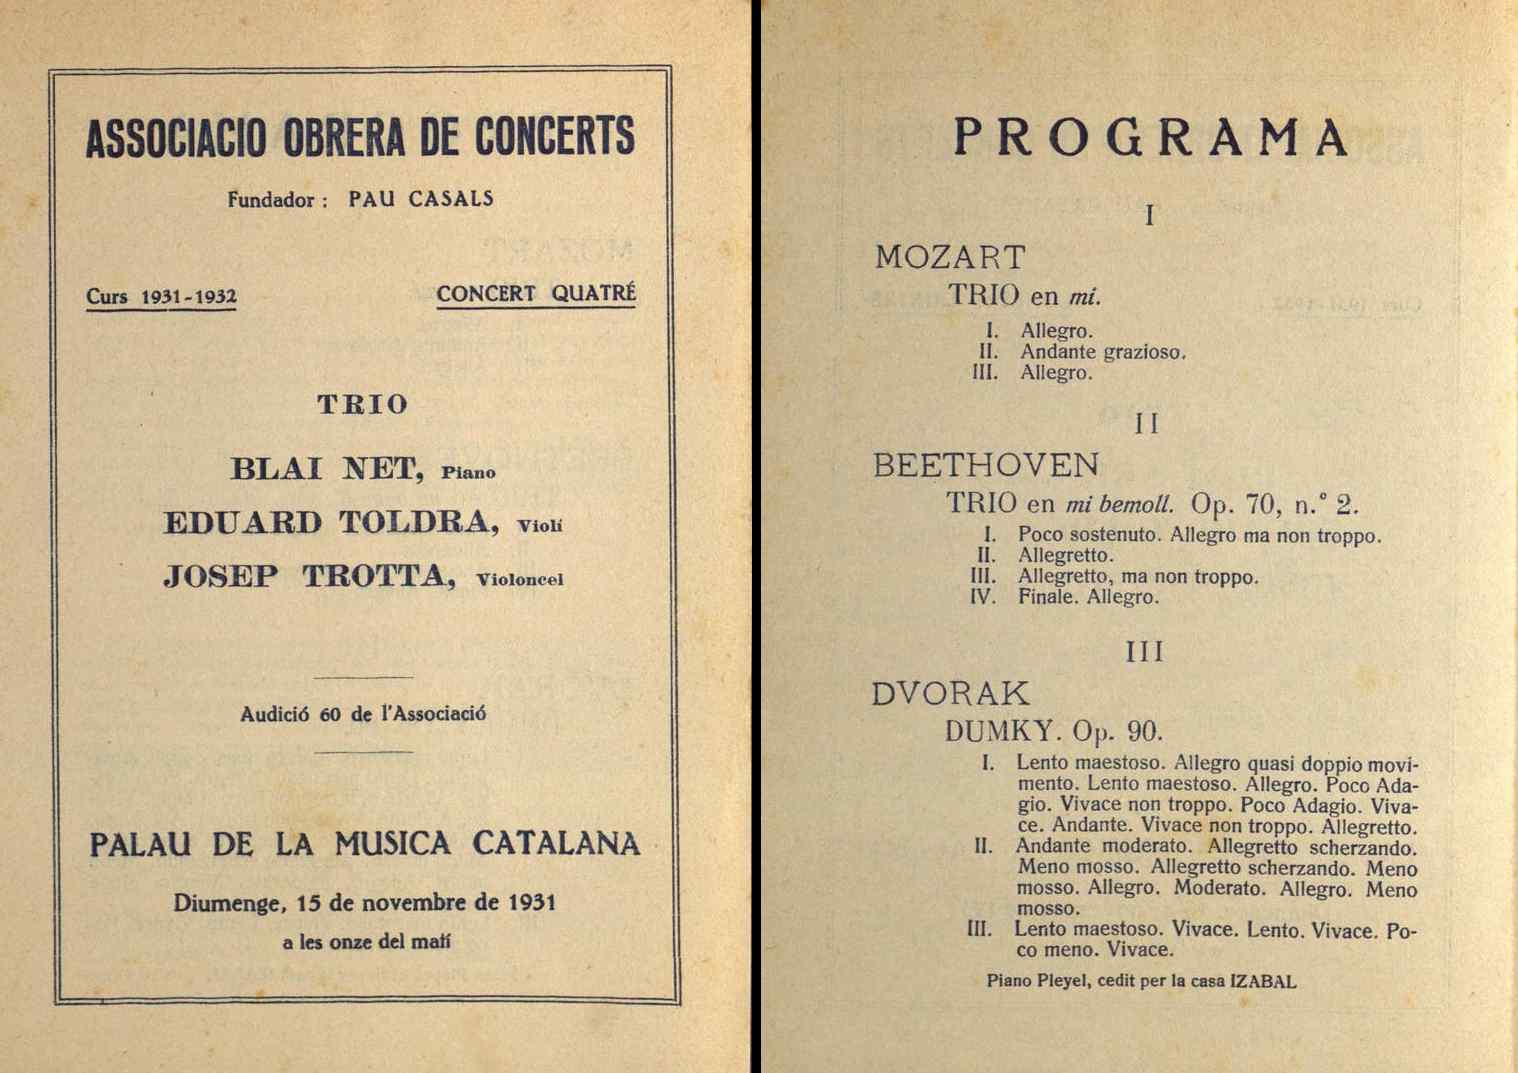 ASSOCIACIO OBRERA DE CONCERTS
Fundador : PAU CASALS
Curs 1931-1932
CONCERT QUATRÉ
TRIO
BLAI NET, Piano
EDUARD TOLDRA, Violí
JOSEP TROTTA, Violoncel
Audició 60 de l'Associació
PALAU DE LA MUSICA CATALANA
Diumenge, 15 de novembre de 1931
a les onze del matí
PROGRAMA
I
MOZART
TRIO en mi.
I. Allegro.
II. Andante grazioso.
III. Allegro.
II
BEETHOVEN
TRIO en mi bemoll. Op. 70, n.º 2.
I. Poco sostenuto. Allegro ma non troppo.
II. Allegretto.
III. Allegretto, ma non troppo.
IV. Finale. Allegro.
III
DVORAK
DUMKY. Op. 90.
I. Lento maestoso. Allegro quasi doppio movi-
mento. Lento maestoso. Allegro. Poco Ada-
gio. Vivace non troppo. Poco Adagio. Viva-
ce. Andante. Vivace non troppo. Allegretto.
II. Andante moderato. Allegretto scherzando.
Meno mosso. Allegretto scherzando. Meno
mosso. Allegro. Moderato. Allegro. Meno
mosso.
III. Lento maestoso. Vivace. Lento. Vivace. Po-
co meno. Vivace.
Piano Pleyel, cedit per la casa IZABAL